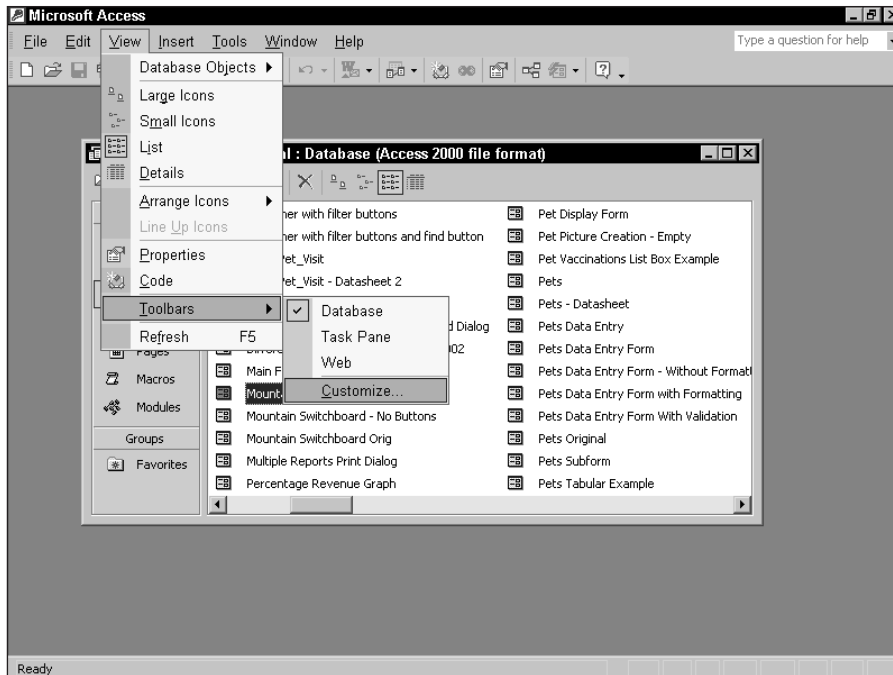 Microsoft Access
File Edit View Insert Tools Window Help
Type a question for help
Database Objects
Large Icons
Small Icons
List
Details
Arrange Icons
Line Up Icons
Properties
Code
Toolbars
Refresh F5
Database
Task Pane
Web
Customize...
: Database (Access 2000 file format)
with filter buttons
with filter buttons and find button
Pet_Visit
Pet_Visit - Datasheet 2
Dialog
Main
Mountain Switchboard - No Buttons
Mountain Switchboard Orig
Multiple Reports Print Dialog
Percentage Revenue Graph
Pet Display Form
Pet Picture Creation - Empty
Pet Vaccinations List Box Example
Pets
Pets - Datasheet
Pets Data Entry
Pets Data Entry Form
Pets Data Entry Form - Without Format
Pets Data Entry Form with Formatting
Pets Data Entry Form With Validation
Pets Original
Pets Subform
Pets Tabular Example
Pages
Macros
Modules
Groups
Favorites
Ready